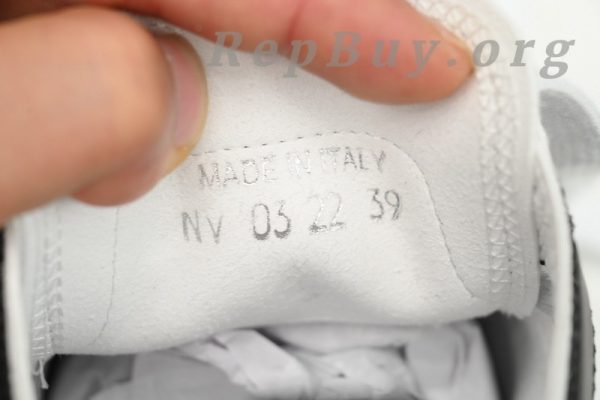 RepBuy.org
MADE IN ITALY
NV 03 22 39